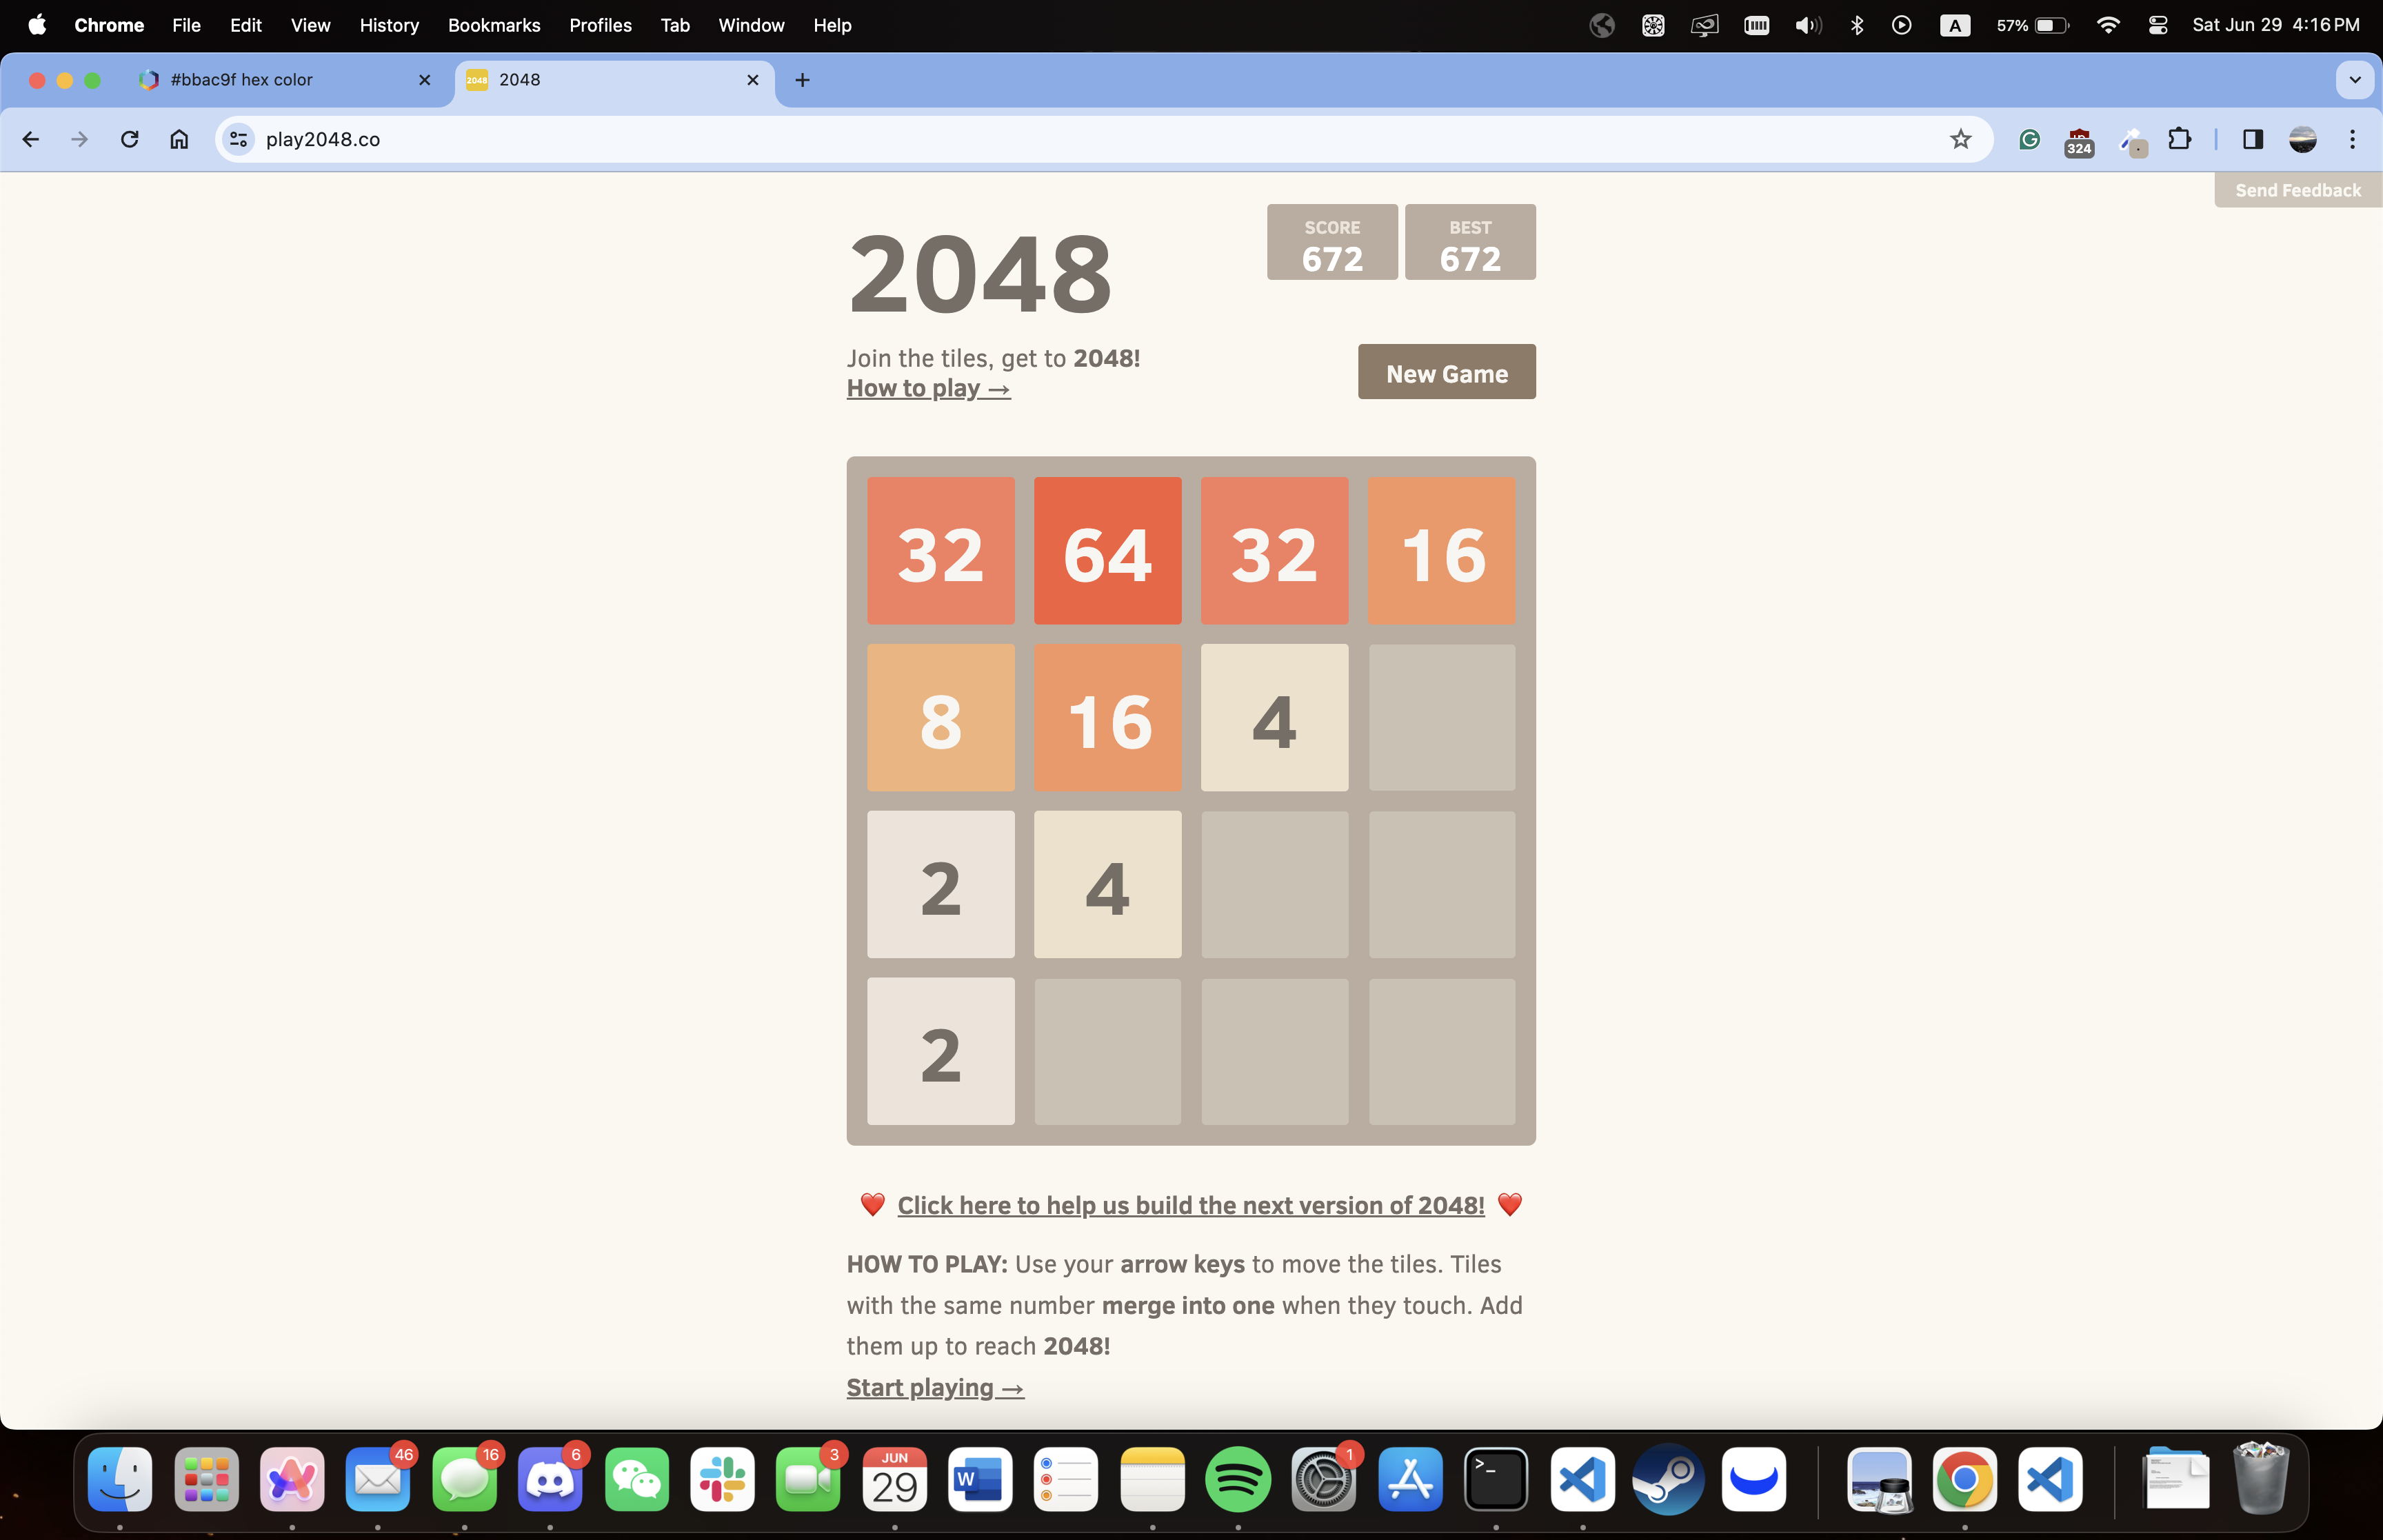 Chrome File Edit View History Bookmarks Profiles Tab Window Help A 57% Sat Jun 29 4:16 PM
#bbac9f hex color 2048 2048
play2048.co 324
Send Feedback
2048
SCORE BEST
672 672
Join the tiles, get to 2048!
How to play →
New Game
32 64 32 16
8 16 4
2 4
2
Click here to help us build the next version of 2048!
HOW TO PLAY: Use your arrow keys to move the tiles. Tiles
with the same number merge into one when they touch. Add
them up to reach 2048!
Start playing →
46 16 6 3 JUN 29 W 1 >_